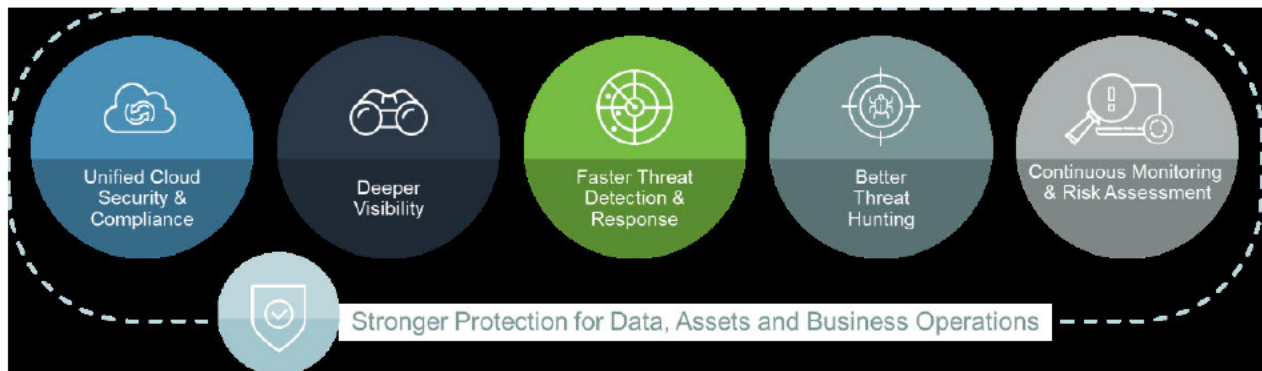 Unified Cloud
Security &
Compliance
Deeper
Visibility
Faster Threat
Detection &
Response
Better
Threat
Hunting
Continuous Monitoring
& Risk Assessment
Stronger Protection for Data, Assets and Business Operations